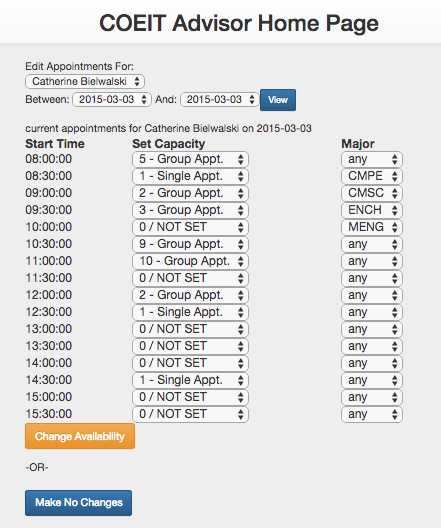 COEIT Advisor Home Page
Edit Appointments For:
Catherine Bielwalski
Between: 2015-03-03 And: 2015-03-03 View
current appointments for Catherine Bielwalski on 2015-03-03
Start Time Set Capacity Major
08:00:00 5 - Group Appt. any
08:30:00 1 - Single Appt. CMPE
09:00:00 2 - Group Appt. CMSC
09:30:00 3 - Group Appt. ENCH
10:00:00 0 / NOT SET MENG
10:30:00 9 - Group Appt. any
11:00:00 10 - Group Appt. any
11:30:00 0 / NOT SET any
12:00:00 2 - Group Appt. any
12:30:00 1 - Single Appt. any
13:00:00 0 / NOT SET any
13:30:00 0 / NOT SET any
14:00:00 0 / NOT SET any
14:30:00 1 - Single Appt. any
15:00:00 0 / NOT SET any
15:30:00 0 / NOT SET any
Change Availability
-OR-
Make No Changes